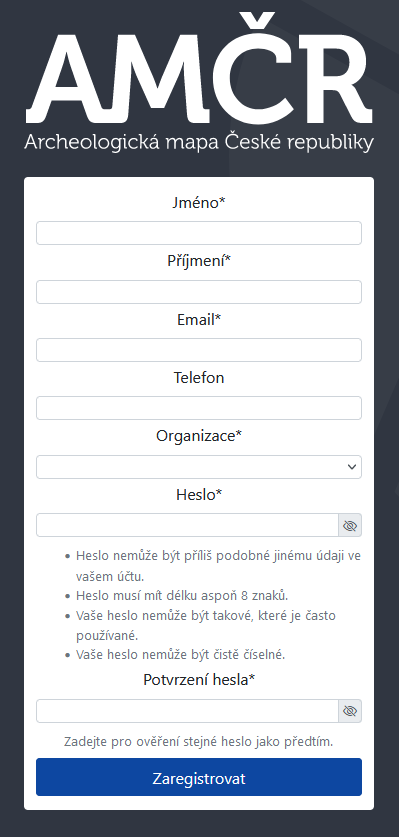 AMČR
Archeologická mapa České republiky
Jméno*
Příjmení*
Email*
Telefon
Organizace*
Heslo*
Heslo nemůže být příliš podobné jinému údaji ve
vašem účtu.
Heslo musí mít délku aspoň 8 znaků.
Vaše heslo nemůže být takové, které je často
používané.
Vaše heslo nemůže být čistě číselné.
Potvrzení hesla*
Zadejte pro ověření stejné heslo jako předtím.
Zaregistrovat